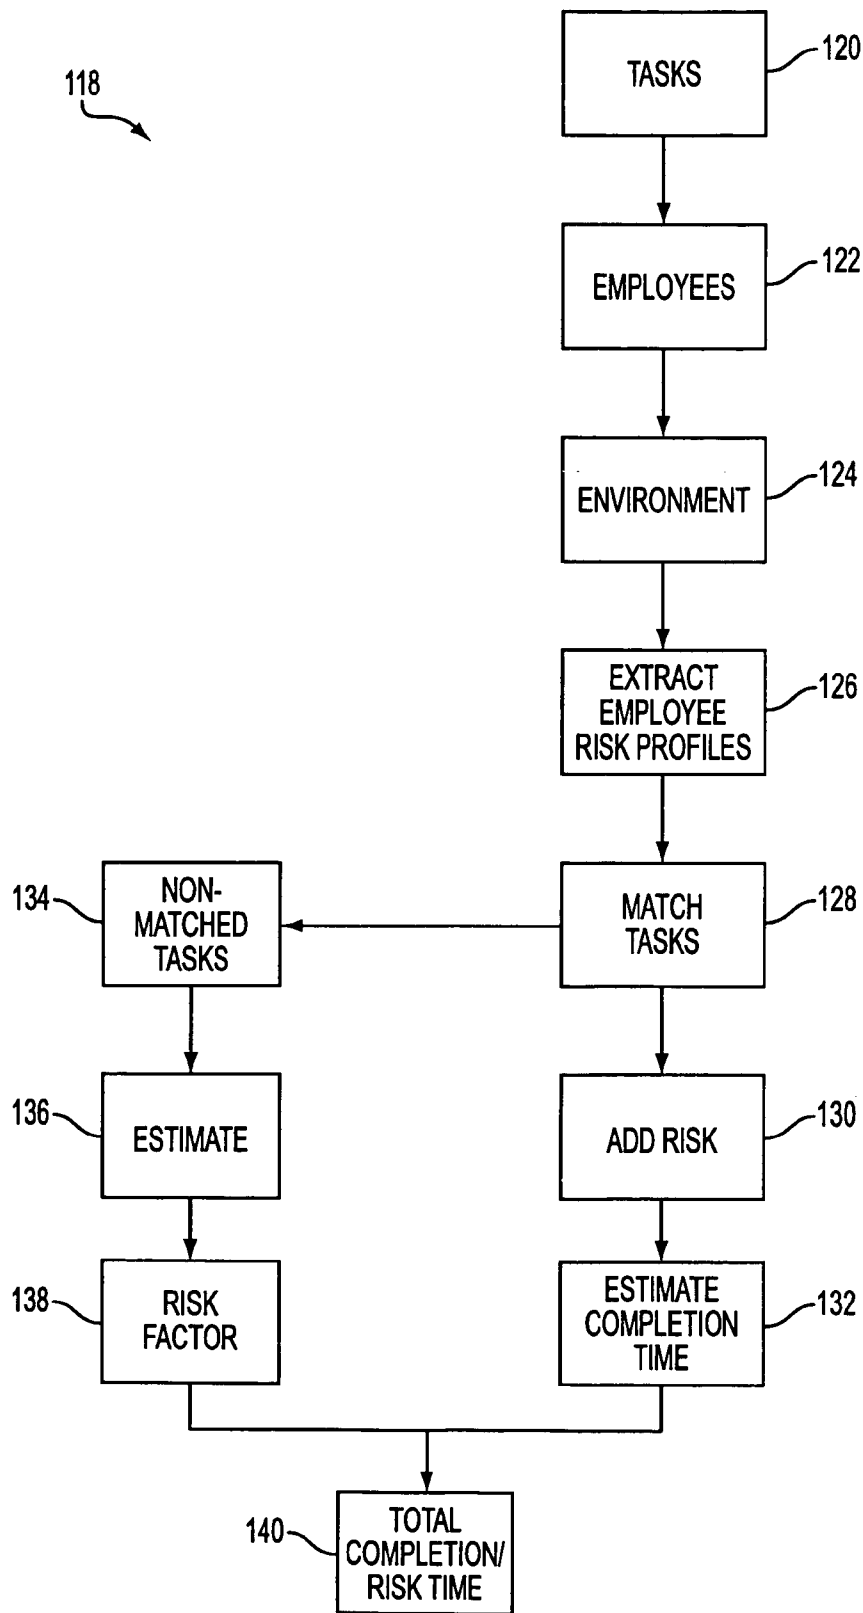 118
TASKS
120
EMPLOYEES
122
ENVIRONMENT
124
EXTRACT
EMPLOYEE
RISK PROFILES
126
134
NON-
MATCHED
TASKS
MATCH
TASKS
128
136
ESTIMATE
ADD RISK
130
138
RISK
FACTOR
ESTIMATE
COMPLETION
TIME
132
140
TOTAL
COMPLETION/
RISK TIME